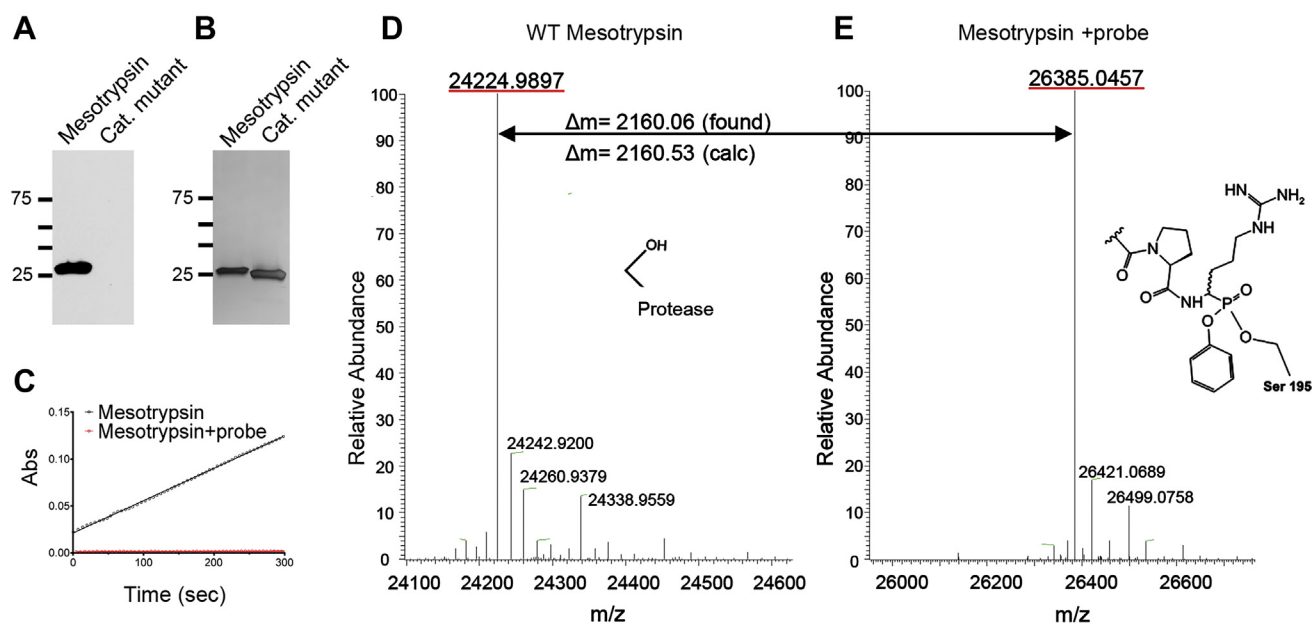 A
Mesotrypsin
Cat. mutant
75
25
B
Mesotrypsin
Cat. mutant
75
25
C
Mesotrypsin
Mesotrypsin+probe
Abs
0.15
0.10
0.05
0.00
0
100
200
300
Time (sec)
D
WT Mesotrypsin
24224.9897
Δm= 2160.06 (found)
Δm= 2160.53 (calc)
Relative Abundance
100
90
80
70
60
50
40
30
20
10
0
OH
Protease
24242.9200
24260.9379
24338.9559
24100
24200
24300
24400
24500
24600
m/z
E
Mesotrypsin +probe
26385.0457
Relative Abundance
100
90
80
70
60
50
40
30
20
10
0
HN
NH2
NH
N
O
O
NH
P
O
O
O
Ser 195
26421.0689
26499.0758
26000
26200
26400
26600
m/z